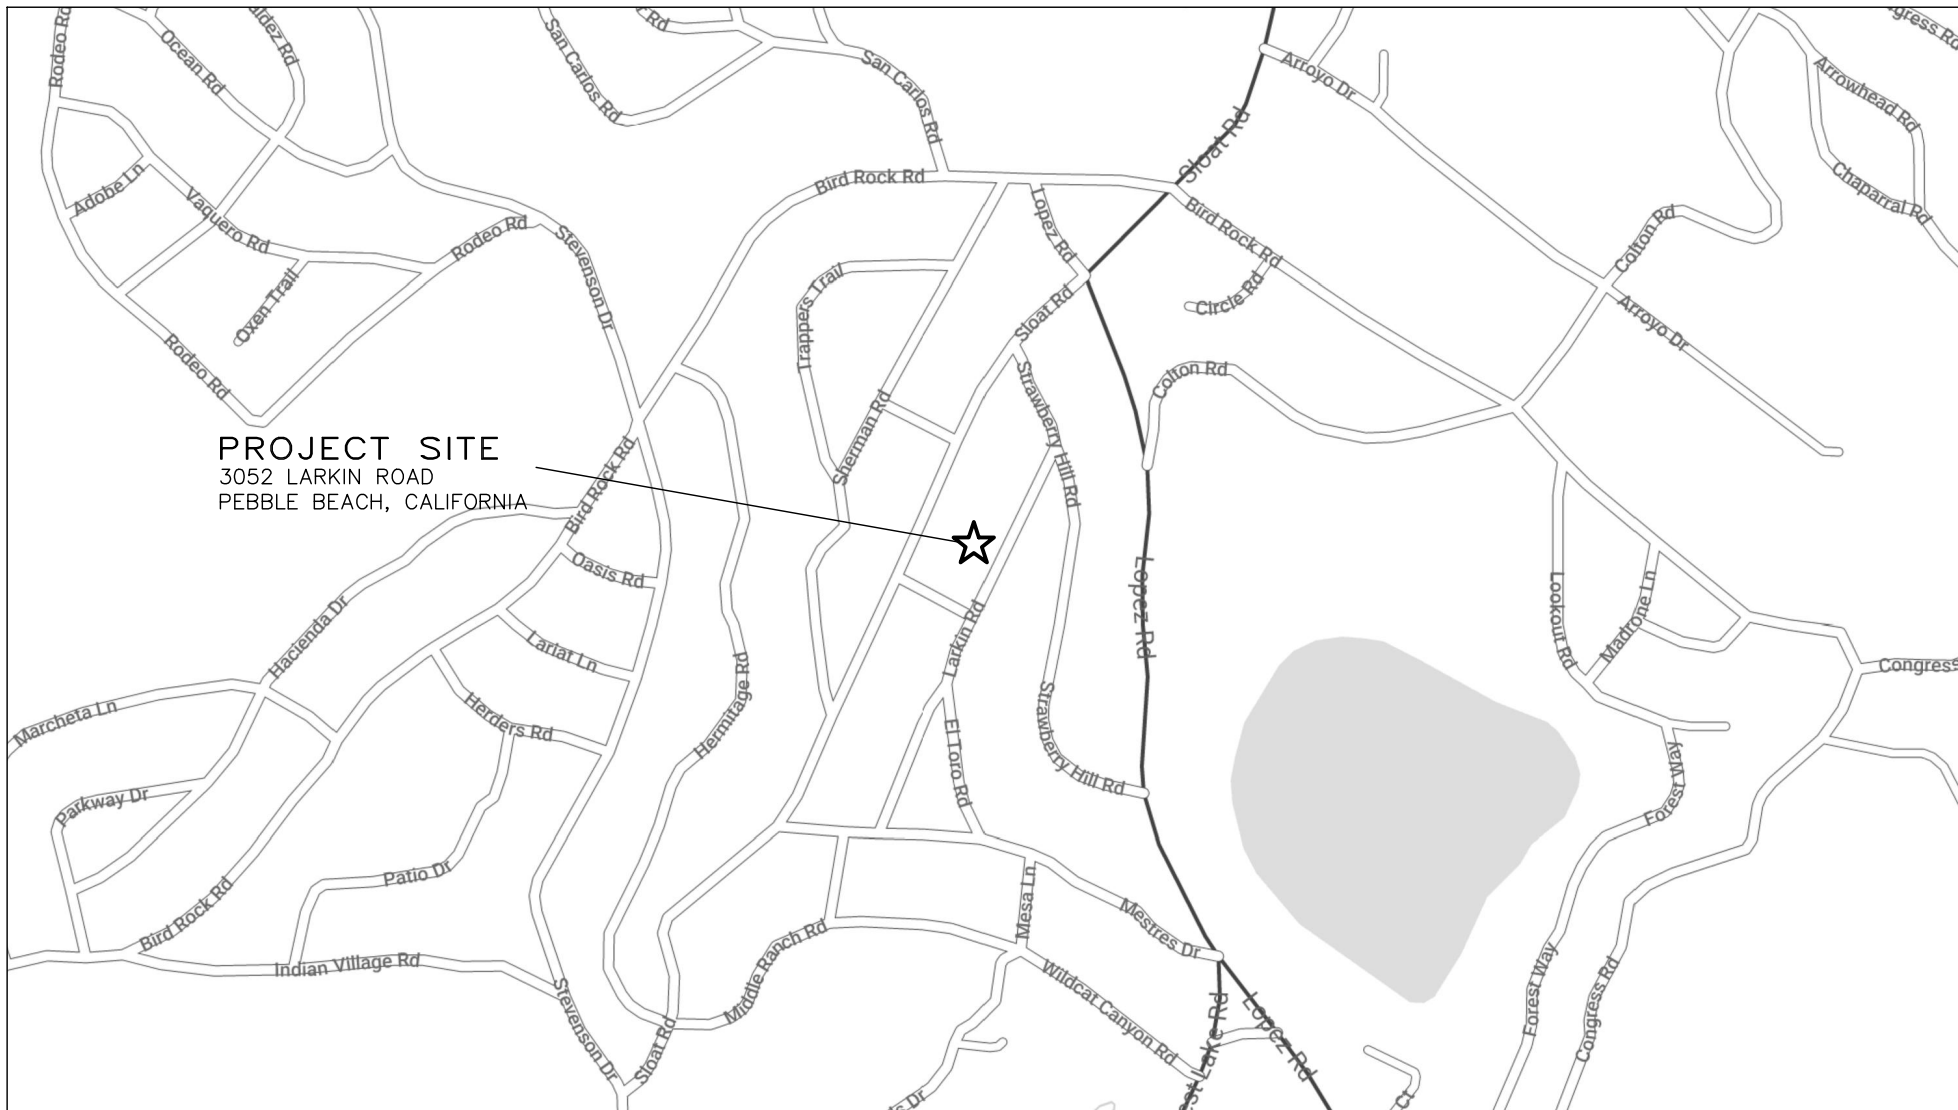 Rodeo Rd
Ocean Rd
San Carlos Rd
Rd
San Carlos Rd
Sloat Rd
Arroyo Dr
Arrowhead Rd
Chaparral Rd
Adobe Ln
Vaquero Rd
Oxen Trail
Rodeo Rd
Rodeo Rd
Stevenson Dr
Bird Rock Rd
Lopez Rd
Bird Rock Rd
Circle Rd
Colton Rd
Arroyo Dr
Trappers Trail
Sloat Rd
Strawberry Hill Rd
Colton Rd
Sherman Rd
PROJECT SITE
3052 LARKIN ROAD
PEBBLE BEACH, CALIFORNIA
Bird Rock Rd
Oasis Rd
Hacienda Dr
Lariat Ln
Larkin Rd
Lopez Rd
Lookout Rd
Madrone Ln
Congress
Marcheta Ln
Herders Rd
Hermitage Rd
El Toro Rd
Strawberry Hill Rd
Forest Way
Parkway Dr
Patio Dr
Bird Rock Rd
Indian Village Rd
Middle Ranch Rd
Mesa Ln
Mestres Dr
Wildcat Canyon Rd
Stevenson Dr
Sloat Rd
Lopez Rd
Lake Rd
Forest Way
Congress Rd
Dr
Ct